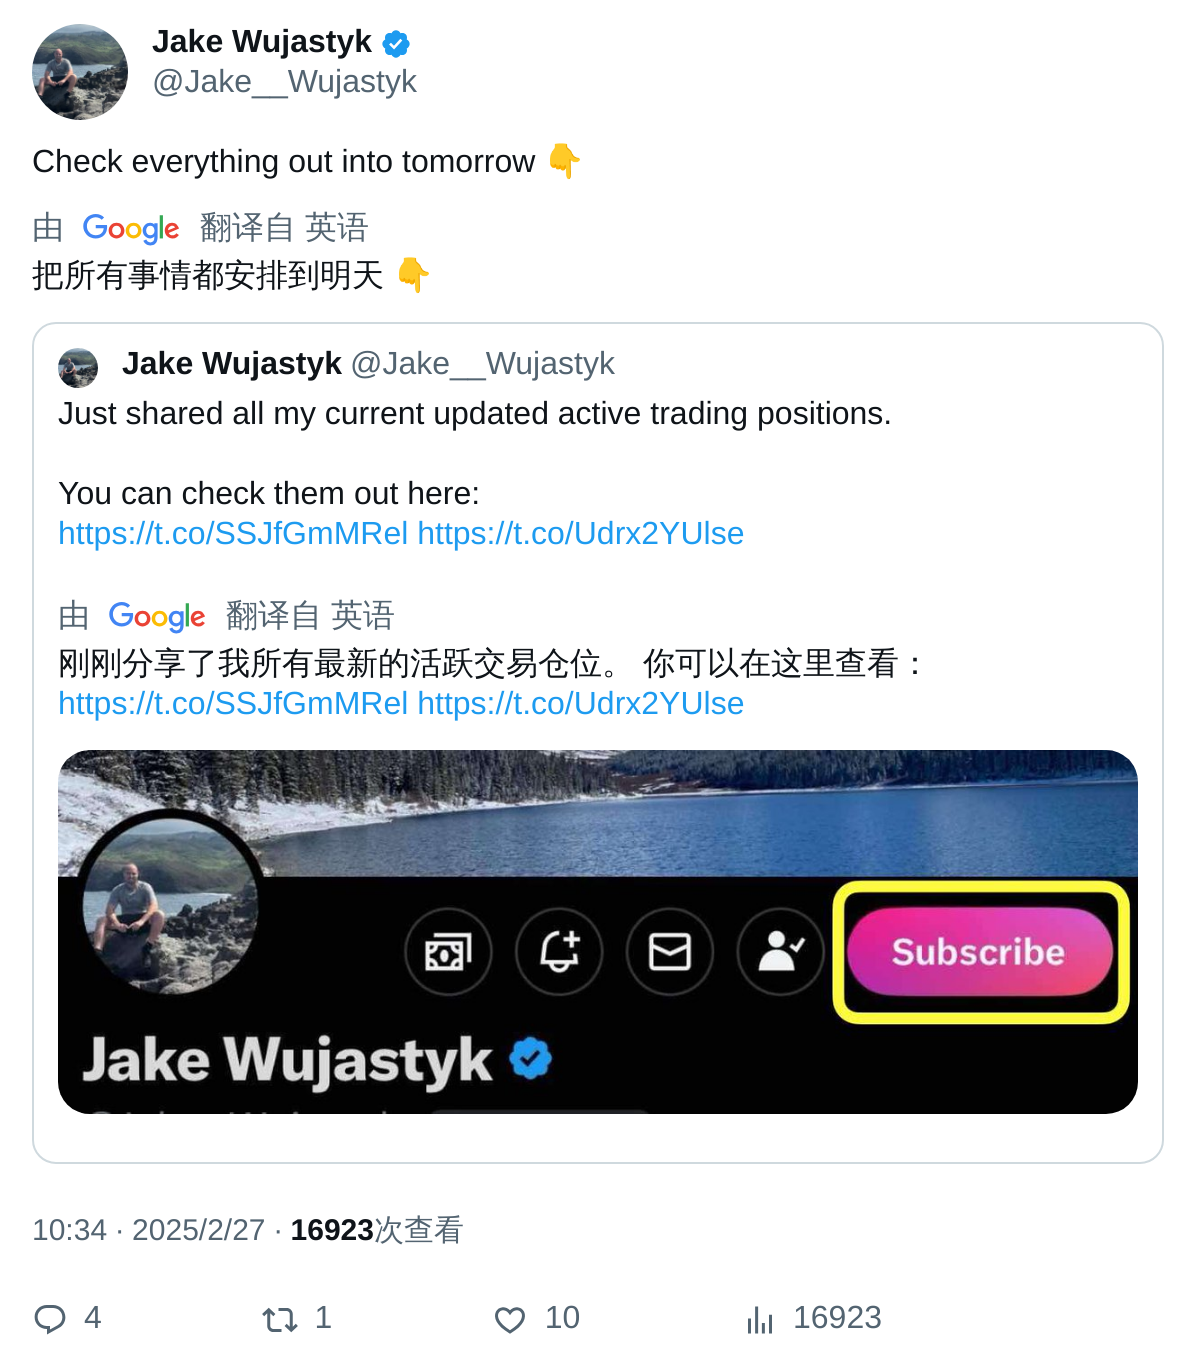 Jake Wujastyk
@Jake__Wujastyk
Check everything out into tomorrow 👇
由 Google 翻译自 英语
把所有事情都安排到明天 👇
Jake Wujastyk @Jake__Wujastyk
Just shared all my current updated active trading positions.
You can check them out here:
https://t.co/SSJfGmMRel https://t.co/Udrx2YUlse
由 Google 翻译自 英语
刚刚分享了我所有最新的活跃交易仓位。 你可以在这里查看：
https://t.co/SSJfGmMRel https://t.co/Udrx2YUlse
Subscribe
Jake Wujastyk
10:34 · 2025/2/27 · 16923次查看
4 1 10 16923